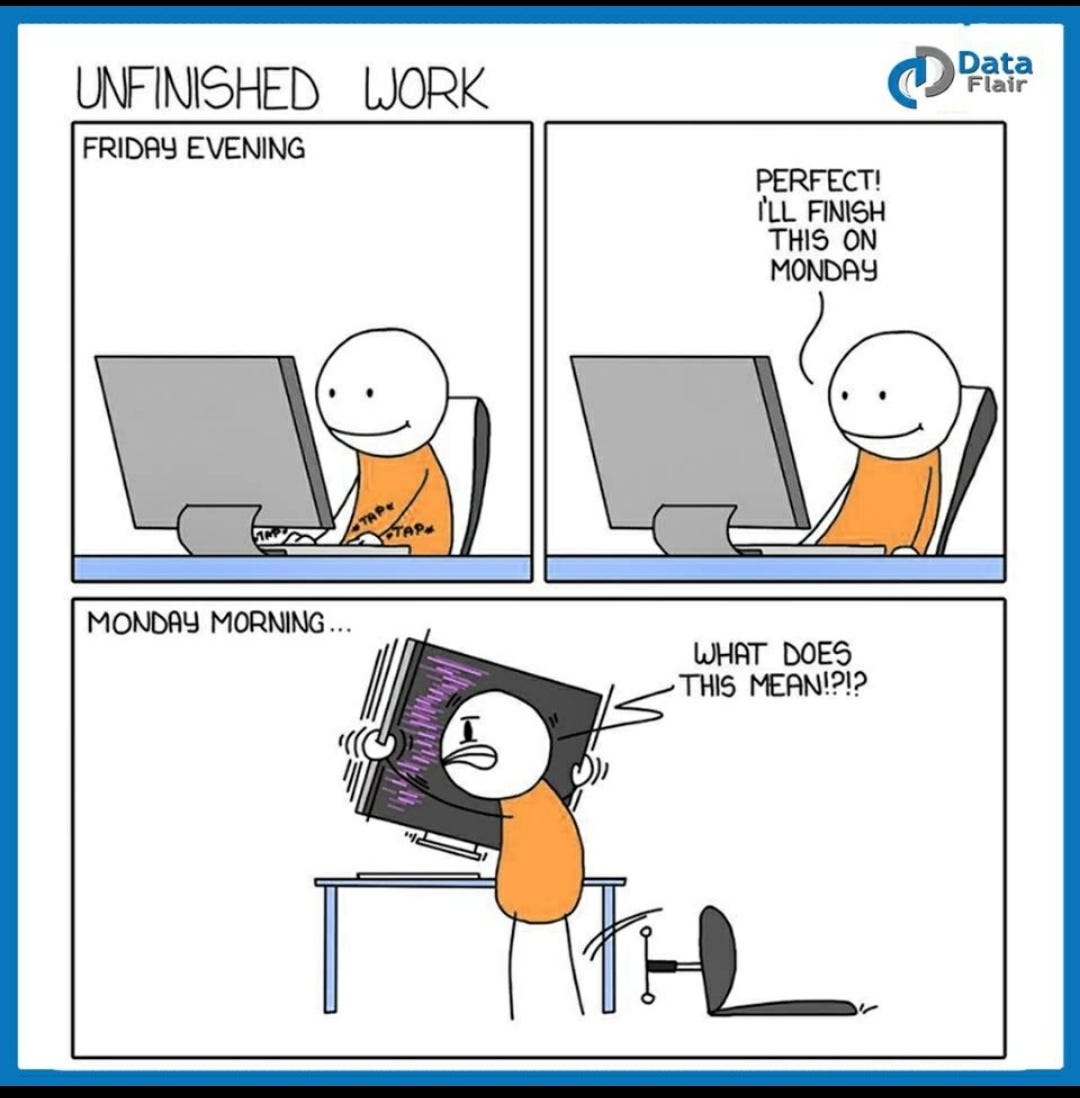 UNFINISHED WORK
Data
Flair
FRIDAY EVENING
*TAP*
*TAP*
*TAP*
PERFECT!
I'LL FINISH
THIS ON
MONDAY
MONDAY MORNING...
WHAT DOES
THIS MEAN!?!?